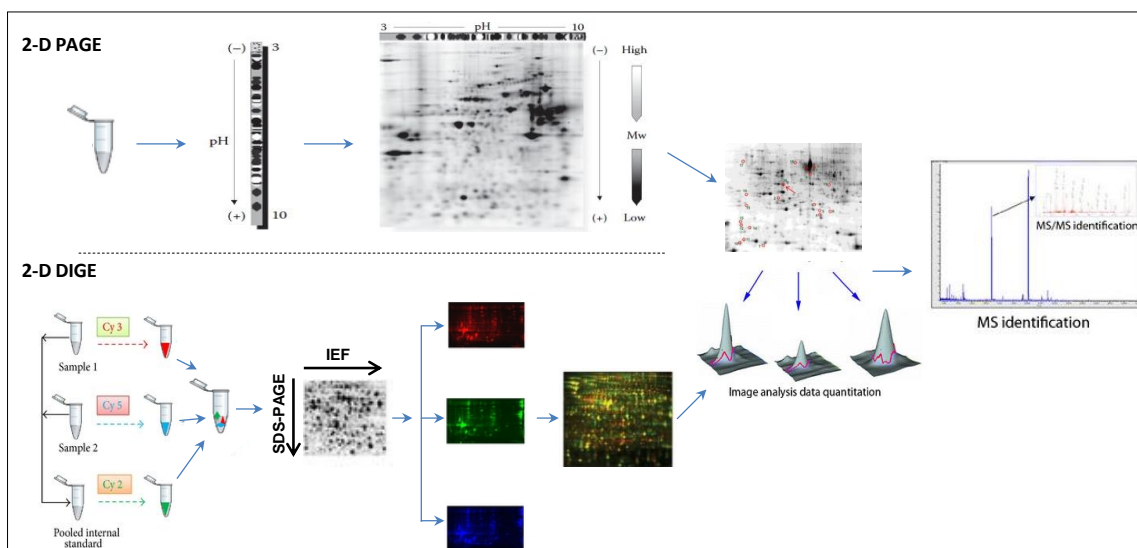 2-D PAGE
(−)
3
pH
(+)
10
3
pH
10
(−)
(+)
High
Mw
Low
MS/MS identification
MS identification
2-D DIGE
Cy 3
Sample 1
Cy 5
Sample 2
Cy 2
Pooled internal
standard
IEF
SDS-PAGE
Image analysis data quantitation